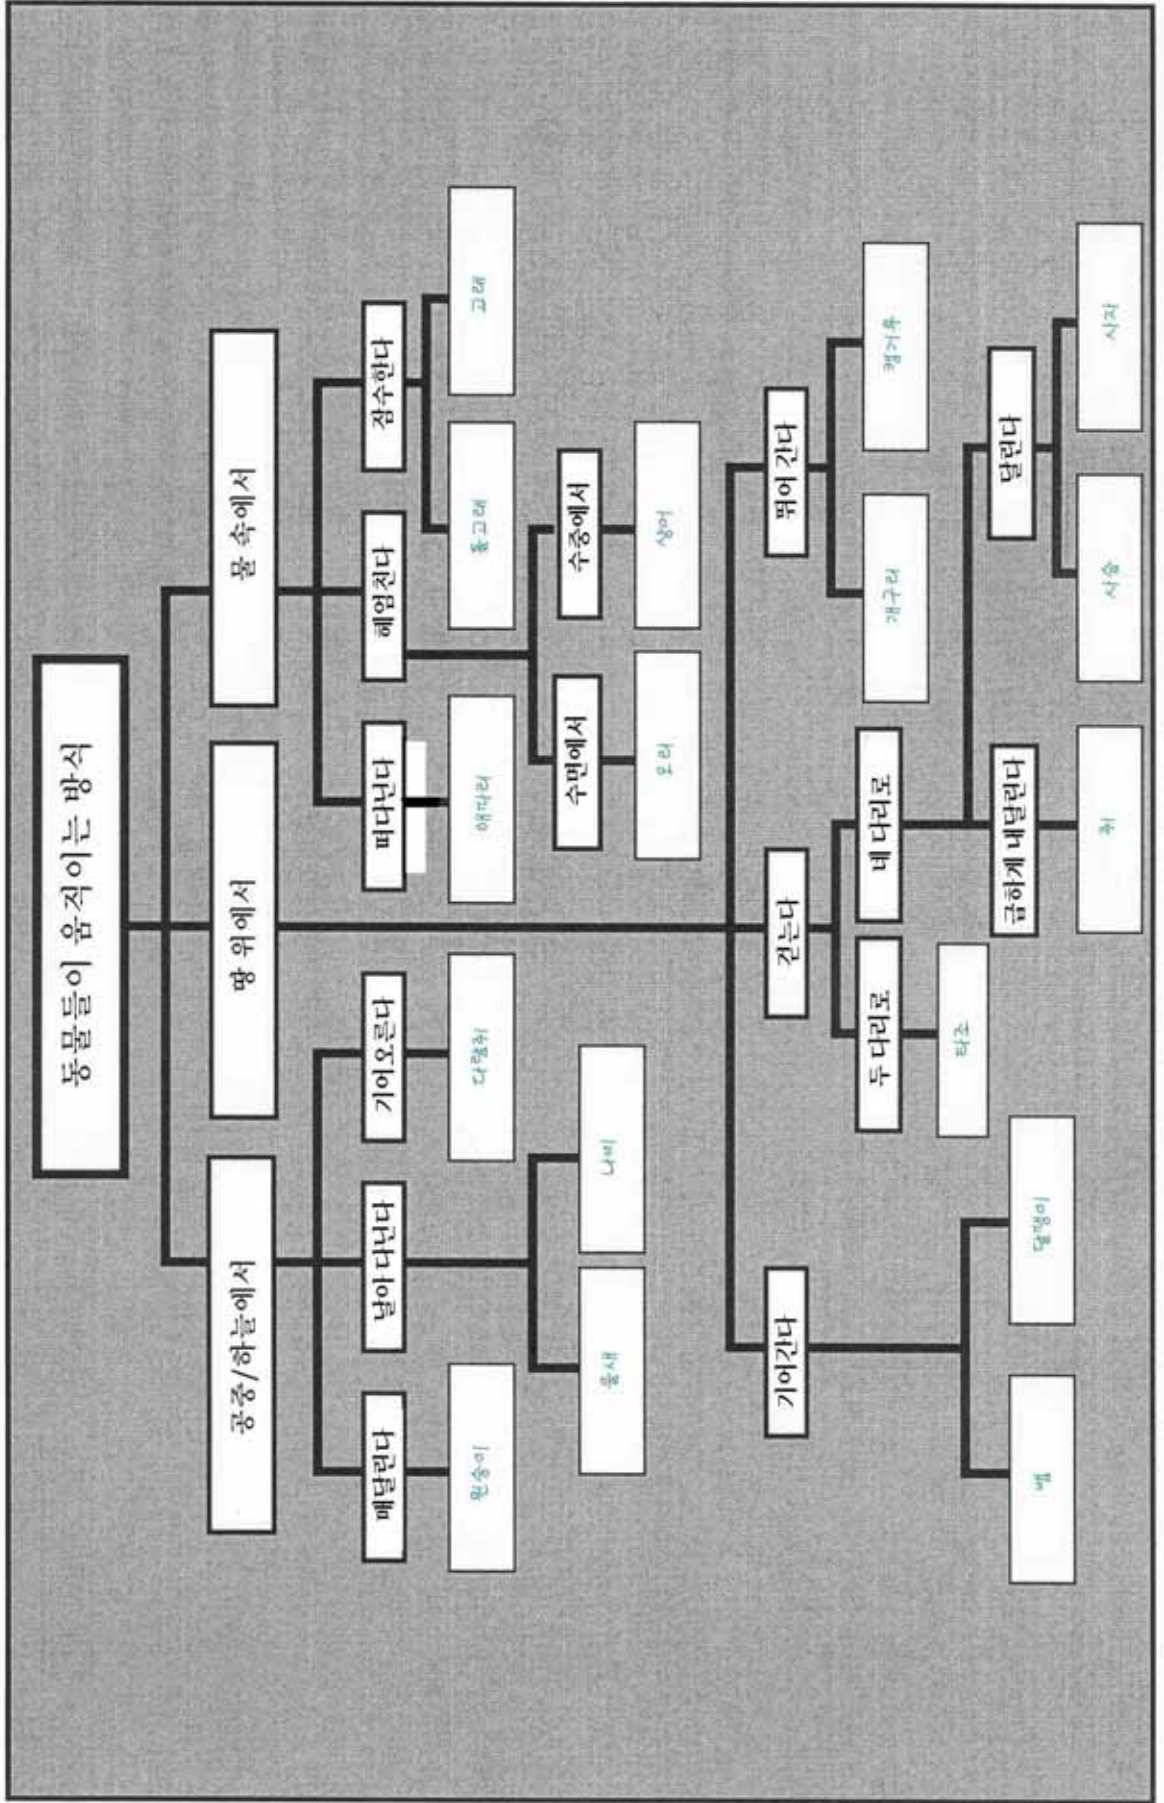 동물들이 움직이는 방식
공중/하늘에서
땅 위에서
물 속에서
매달린다
날아 다닌다
기어오른다
떠다닌다
헤엄친다
잠수한다
원숭이
다람쥐
해파리
돌고래
고래
수면에서
수중에서
나비
오리
상어
기어간다
걷는다
뛰어 간다
두 다리로
네 다리로
개구리
캥거루
타조
급하게 내달린다
달린다
뱀
달팽이
쥐
사슴
사자